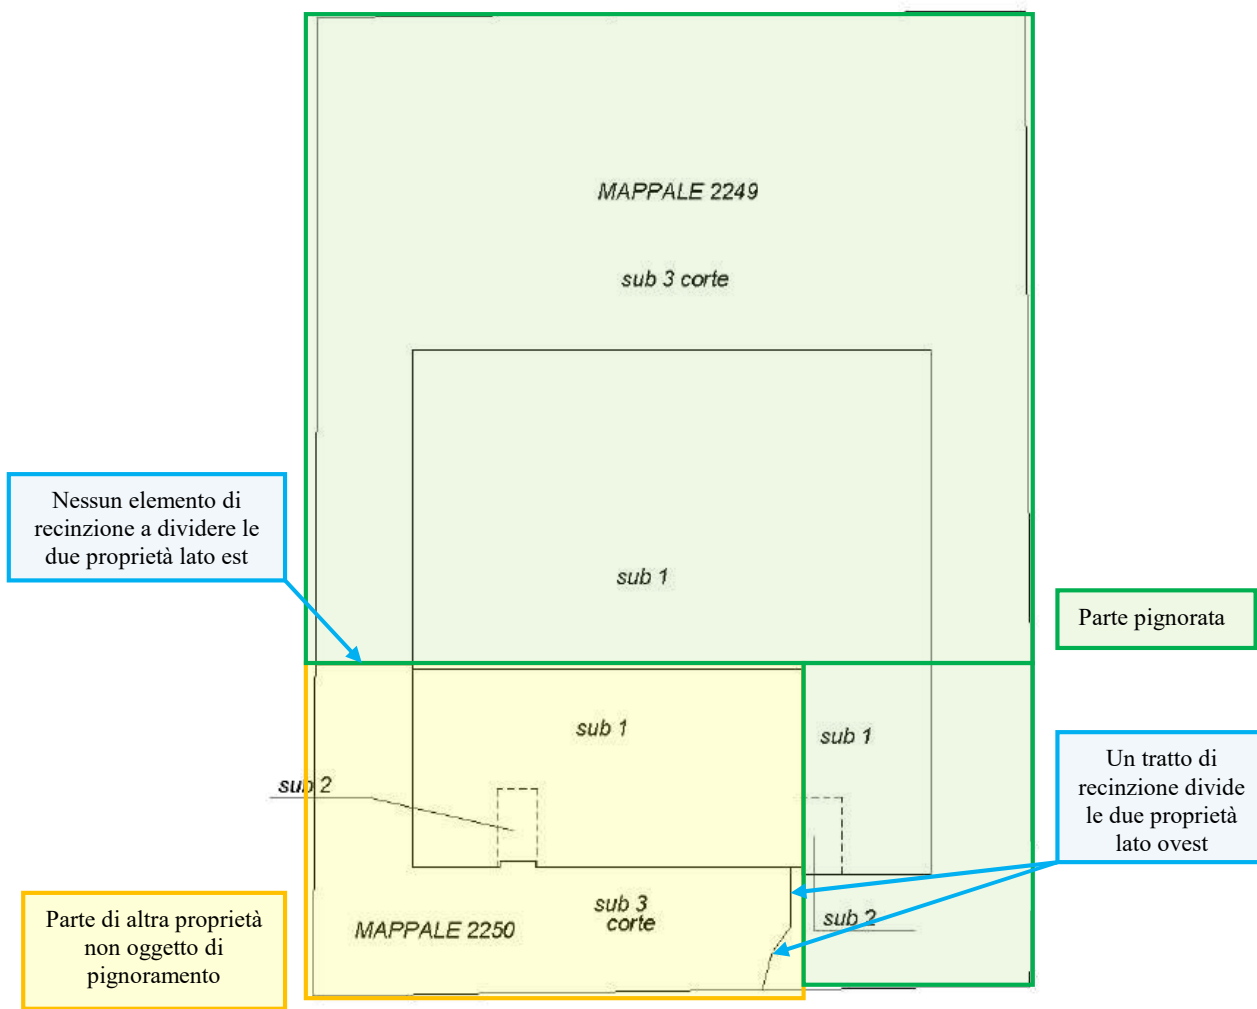 MAPPALE 2249
sub 3 corte
Nessun elemento di
recinzione a dividere le
due proprietà lato est
sub 1
Parte pignorata
sub 1
sub 1
sub 2
Un tratto di
recinzione divide
le due proprietà
lato ovest
Parte di altra proprietà
non oggetto di
pignoramento
sub 3
corte
MAPPALE 2250
sub 2